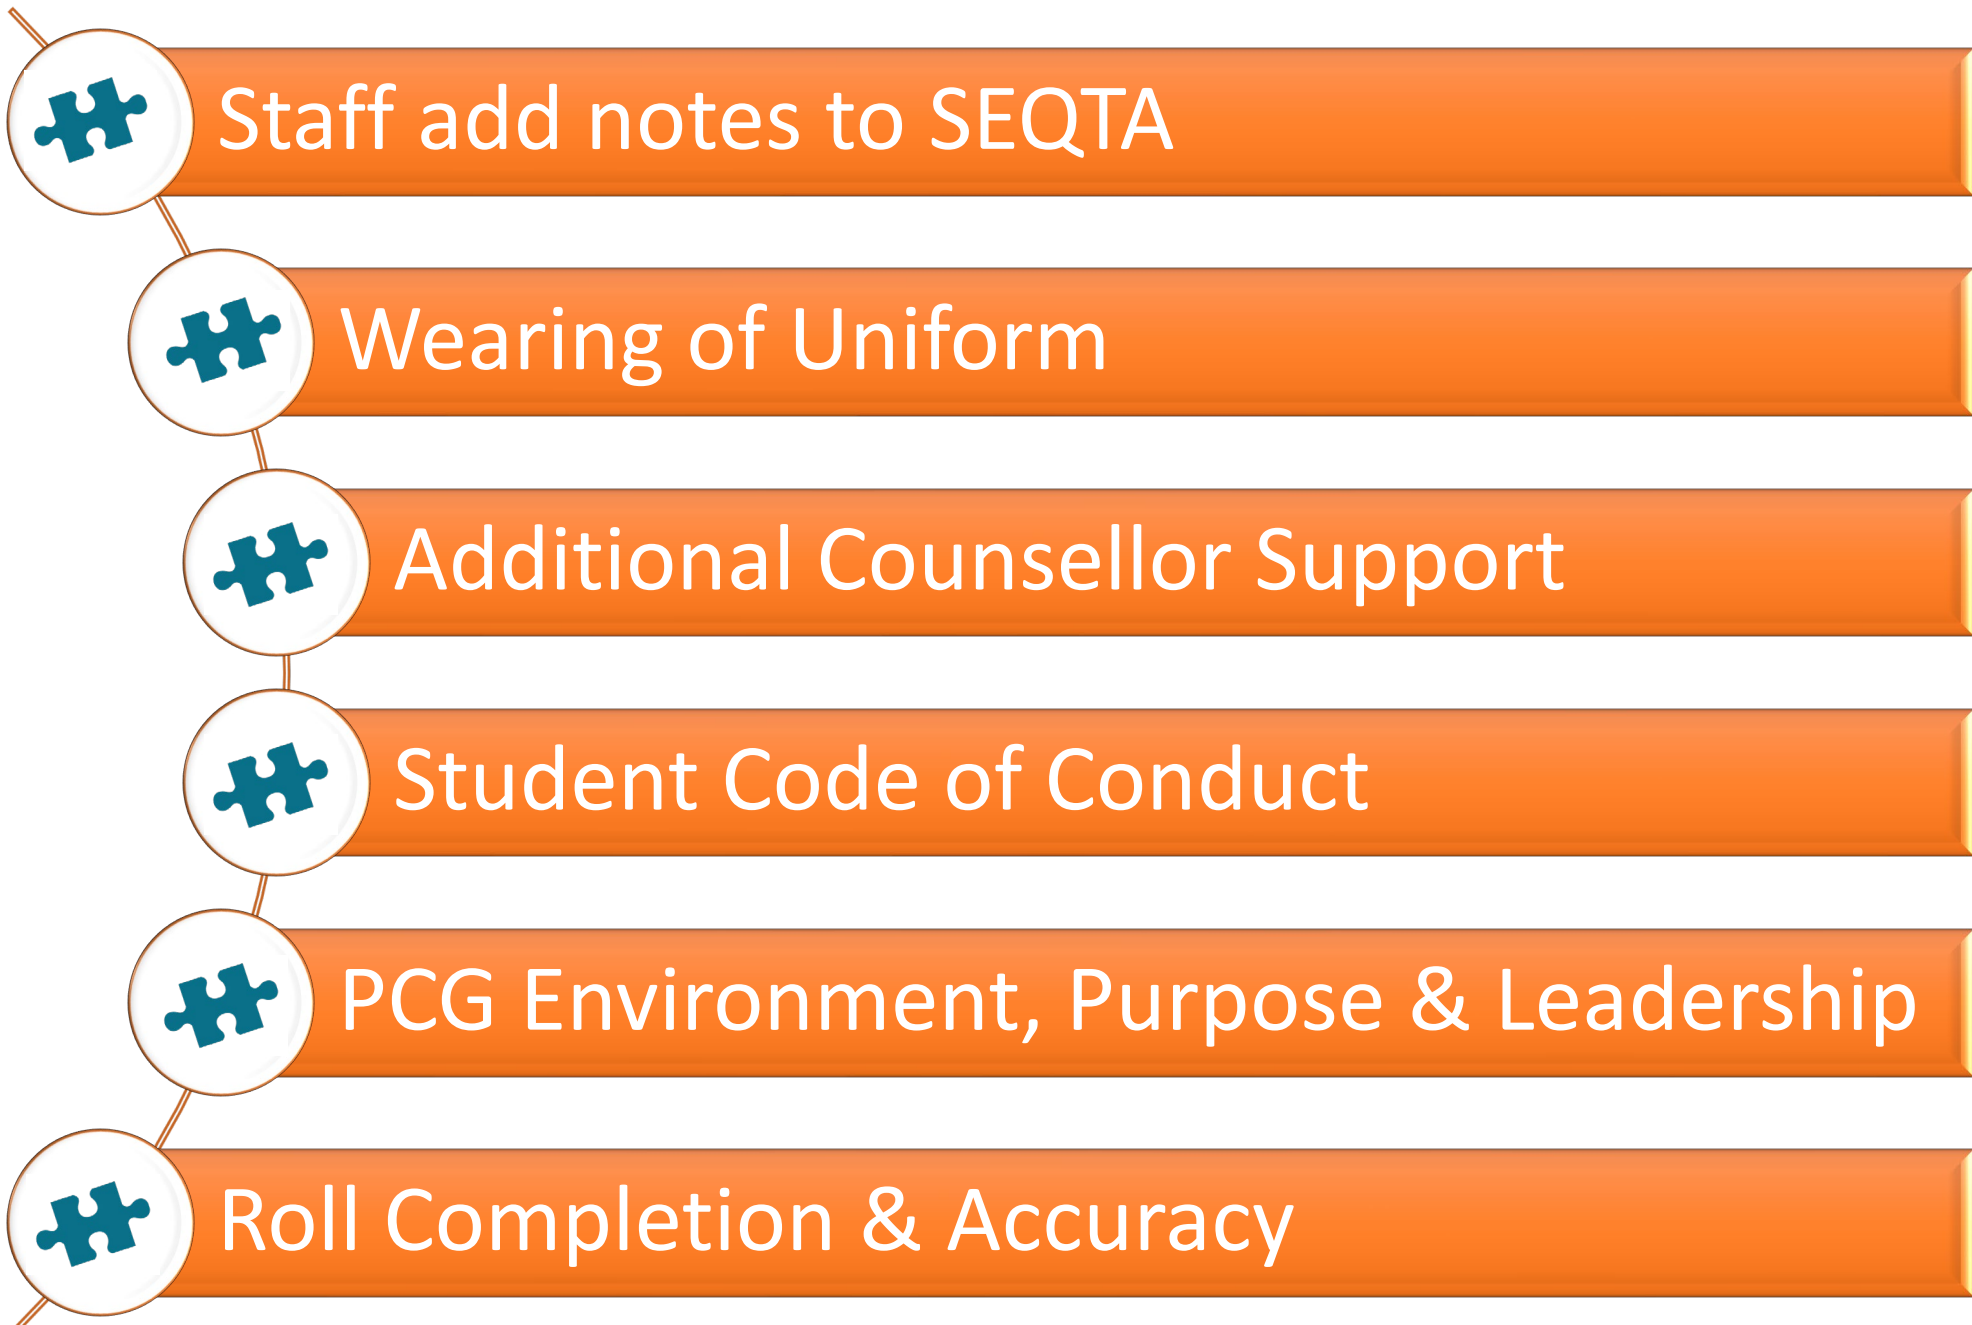 Staff add notes to SEQTA
Wearing of Uniform
Additional Counsellor Support
Student Code of Conduct
PCG Environment, Purpose & Leadership
Roll Completion & Accuracy